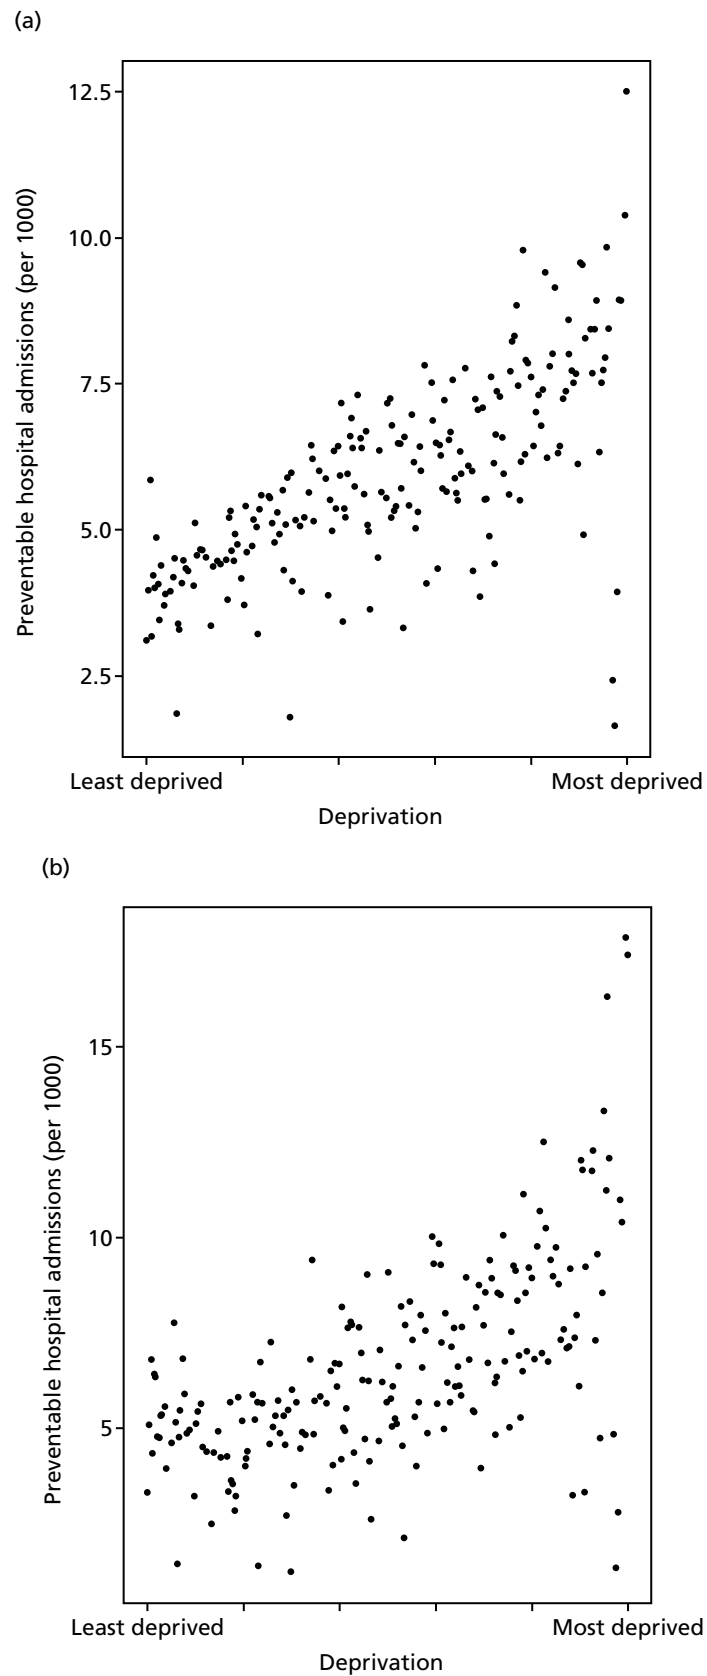 (a)
Preventable hospital admissions (per 1000)
12.5
10.0
7.5
5.0
2.5
Least deprived
Most deprived
Deprivation
(b)
Preventable hospital admissions (per 1000)
15
10
5
Least deprived
Most deprived
Deprivation